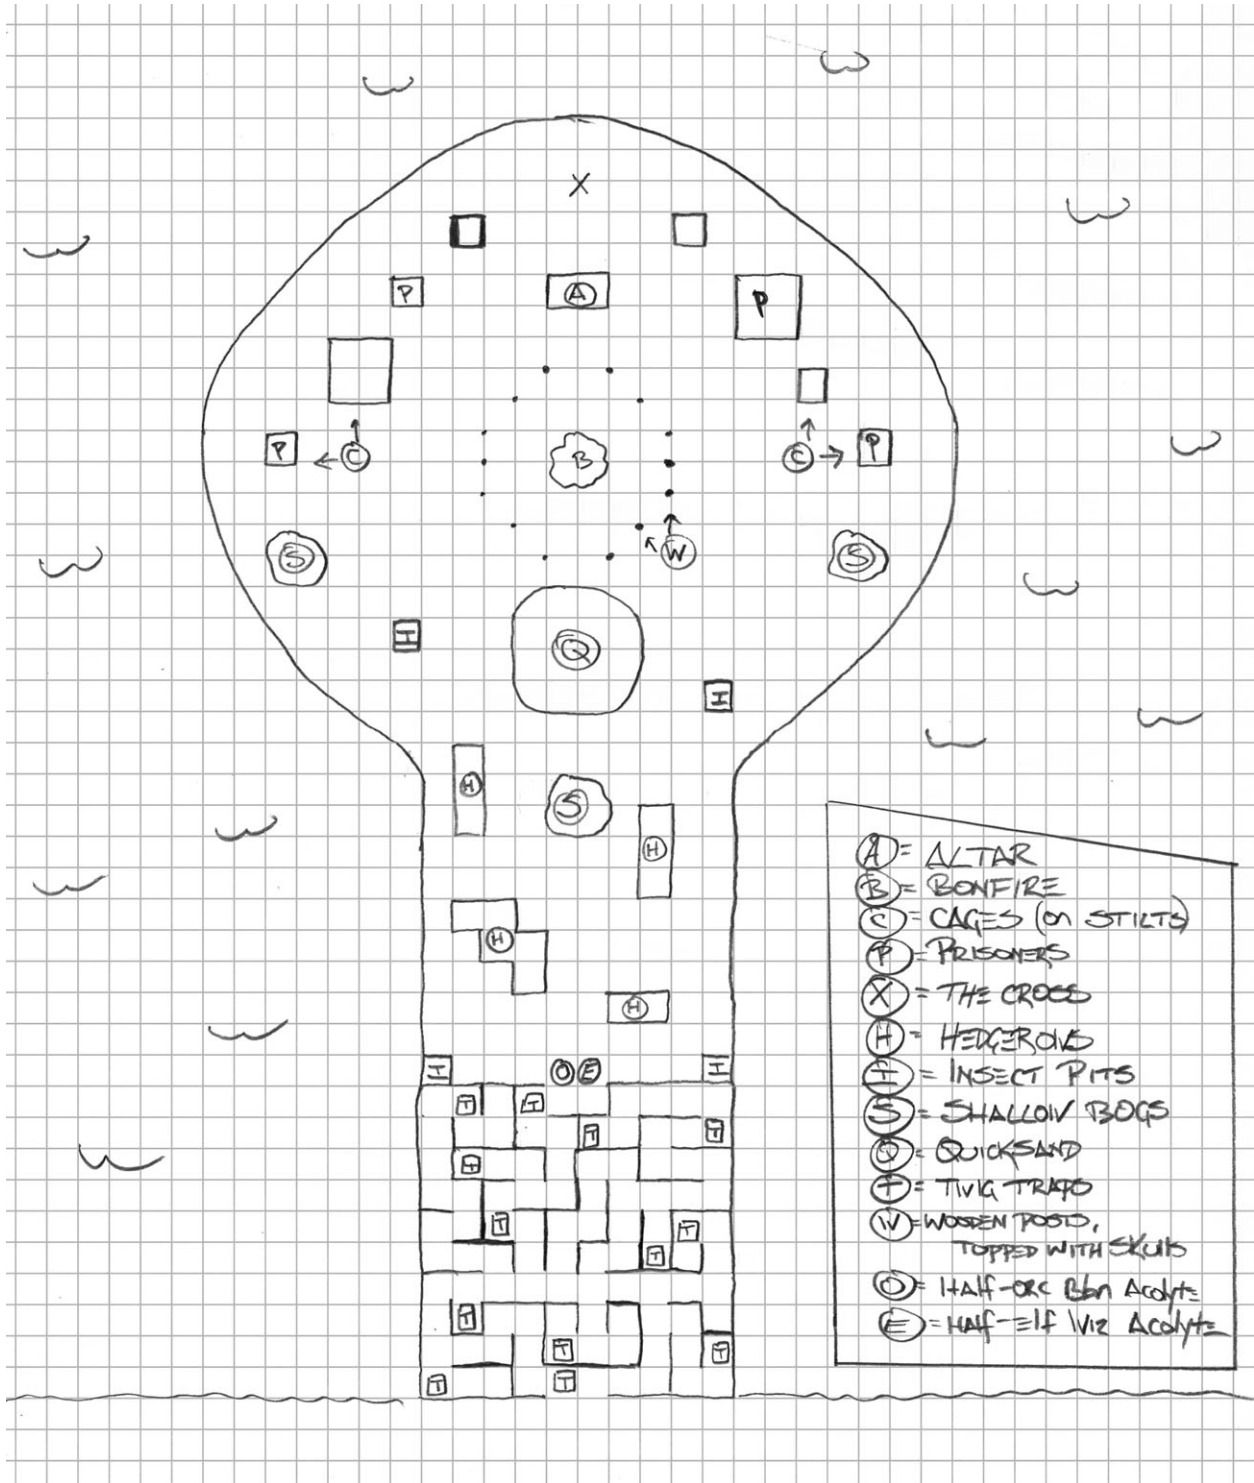 X
P
A
P
P
C
B
C
P
S
W
S
I
Q
I
H
S
H
H
H
I
O E
I
T
T
T
T
T
T
T
T
T
T
T
T
T
A = ALTAR
B = BONFIRE
C = CAGES (on STILTS)
P = PRISONERS
X = THE CROSS
H = HEDGEROWS
I = INSECT PITS
S = SHALLOW BOGS
Q = QUICKSAND
T = TWIG TRAPS
W = WOODEN POSTS,
TOPPED WITH SKUllS
O = HAlf-ORC Bbn Acolyte
E = HAlf-Elf Wiz Acolyte